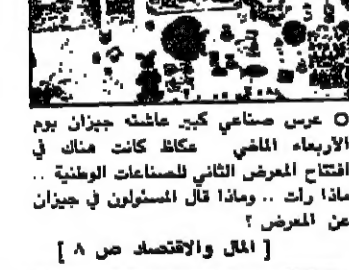 O عرس صناعي كبير عاشته جيزان يوم
الأربعاء الماضي عكاظ كانت هناك في
افتتاح المعرض الثاني للصناعات الوطنية ..
ماذا رأت .. وماذا قال المسئولون في جيزان
عن المعرض ؟
[ المال والاقتصاد ص ٨ ]